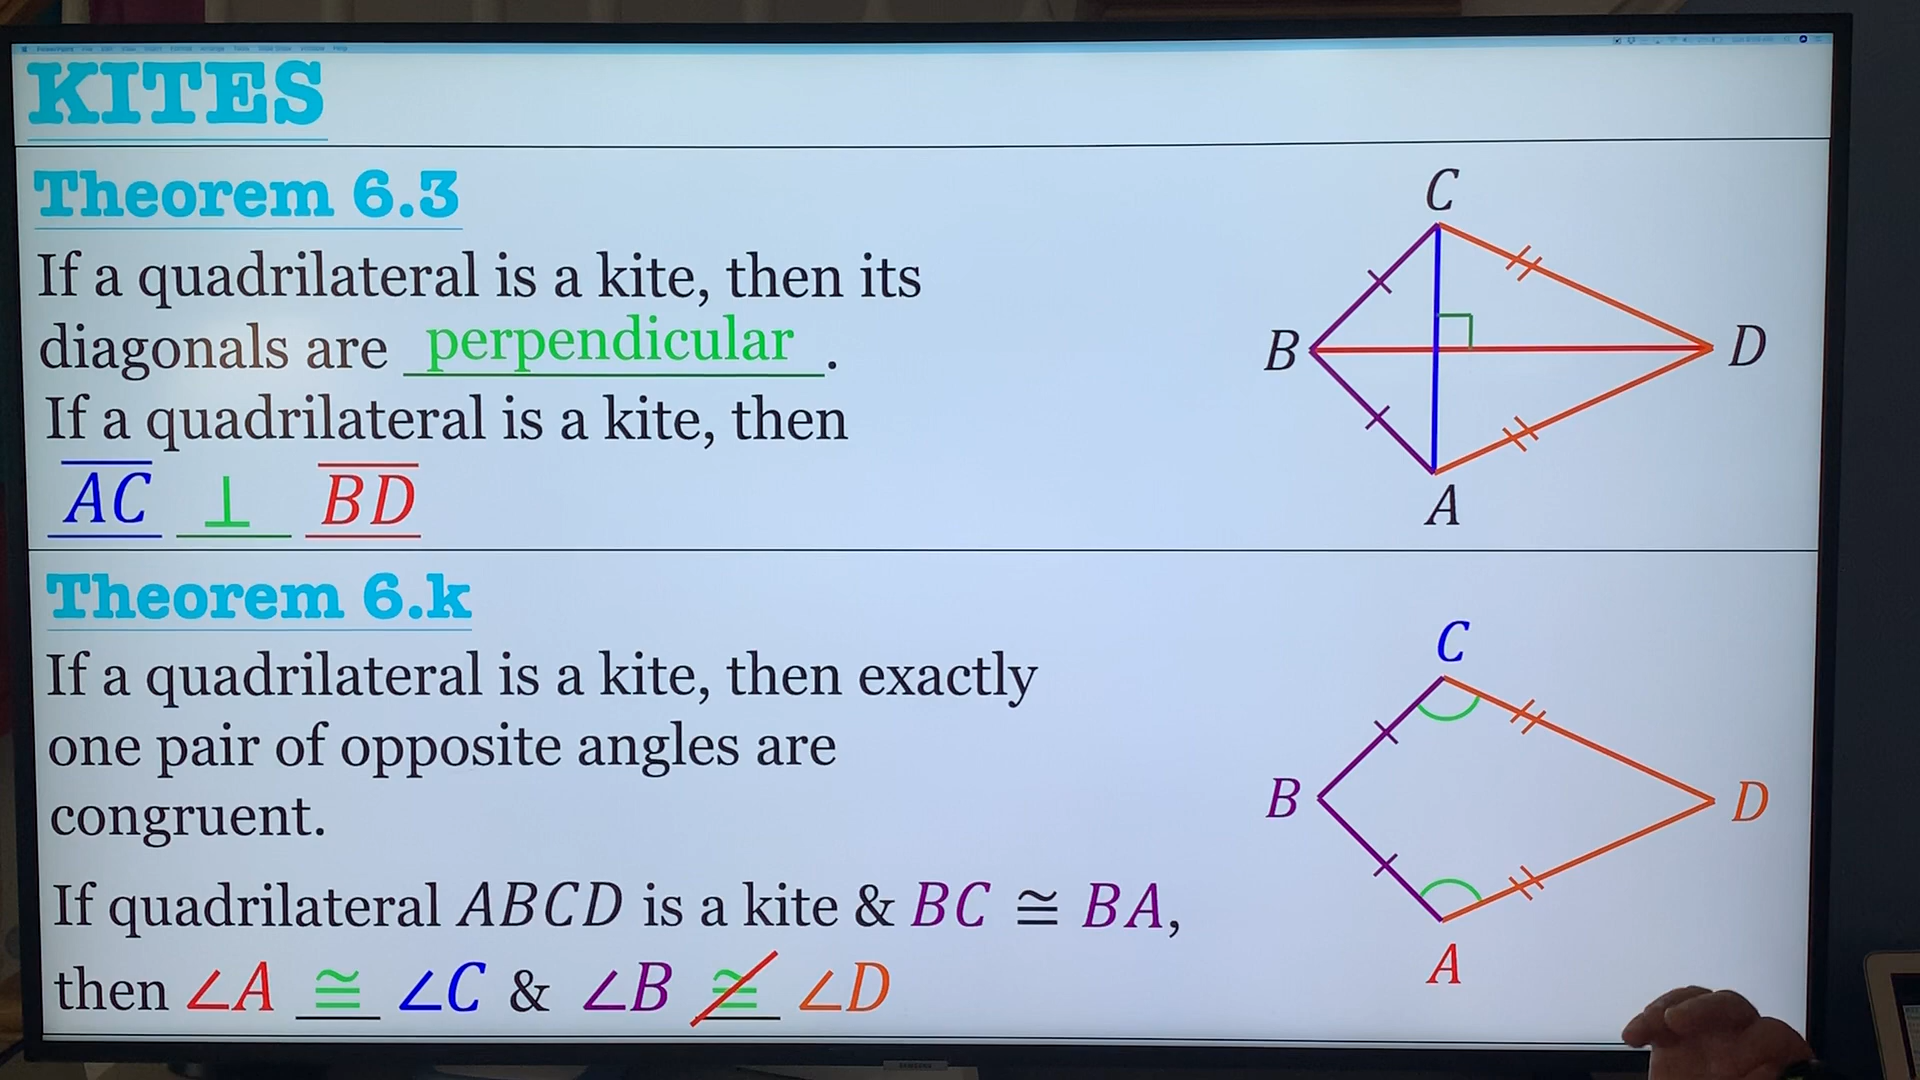 KITES
Theorem 6.3
If a quadrilateral is a kite, then its
diagonals are perpendicular.
If a quadrilateral is a kite, then
AC ⊥ BD
C
B
D
A
Theorem 6.k
If a quadrilateral is a kite, then exactly
one pair of opposite angles are
congruent.
If quadrilateral ABCD is a kite & BC ≅ BA,
then ∠A ≅ ∠C & ∠B ≇ ∠D
C
B
D
A
SAMSUNG